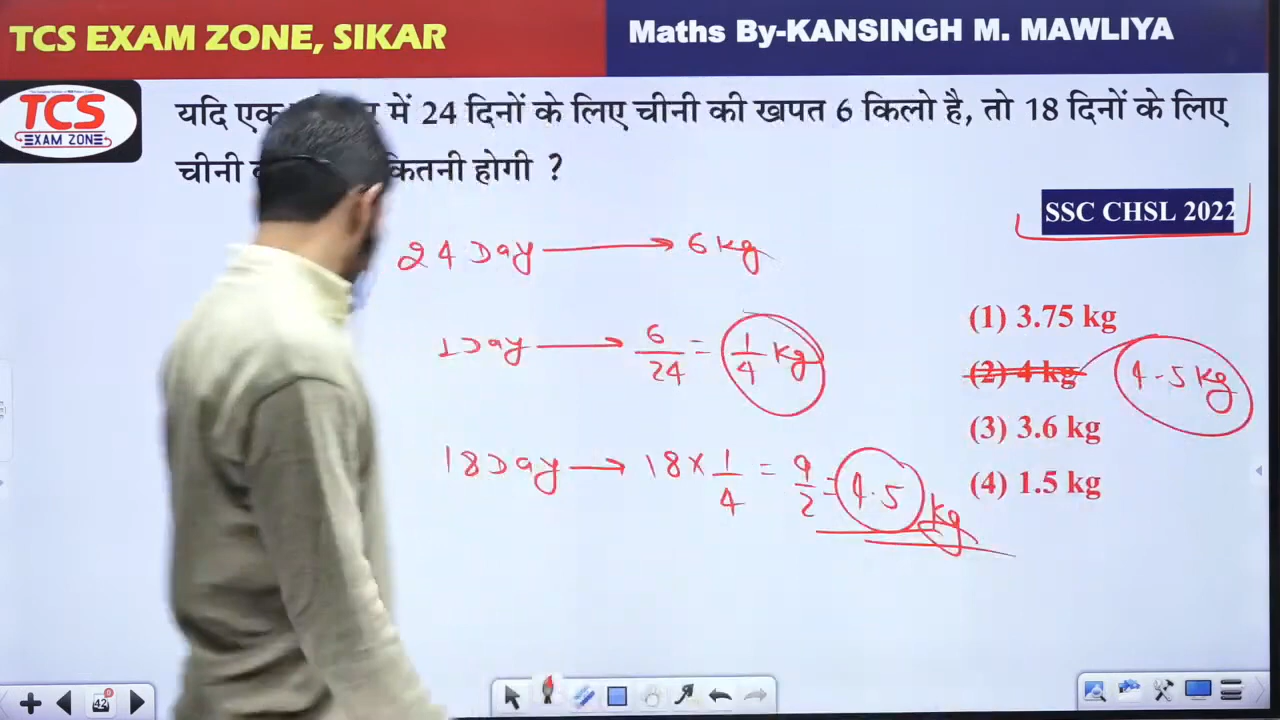 TCS EXAM ZONE, SIKAR
Maths By-KANSINGH M. MAWLIYA
TCS
EXAM ZONE
यदि एक में 24 दिनों के लिए चीनी की खपत 6 किलो है, तो 18 दिनों के लिए
चीनी कितनी होगी ?
SSC CHSL 2022
24 Day → 6 kg
1 Day → 6/24 = 1/4 kg
18 Day → 18 × 1/4 = 9/2 = 4.5 kg
(1) 3.75 kg
(2) 4 kg 4.5 kg
(3) 3.6 kg
(4) 1.5 kg
42